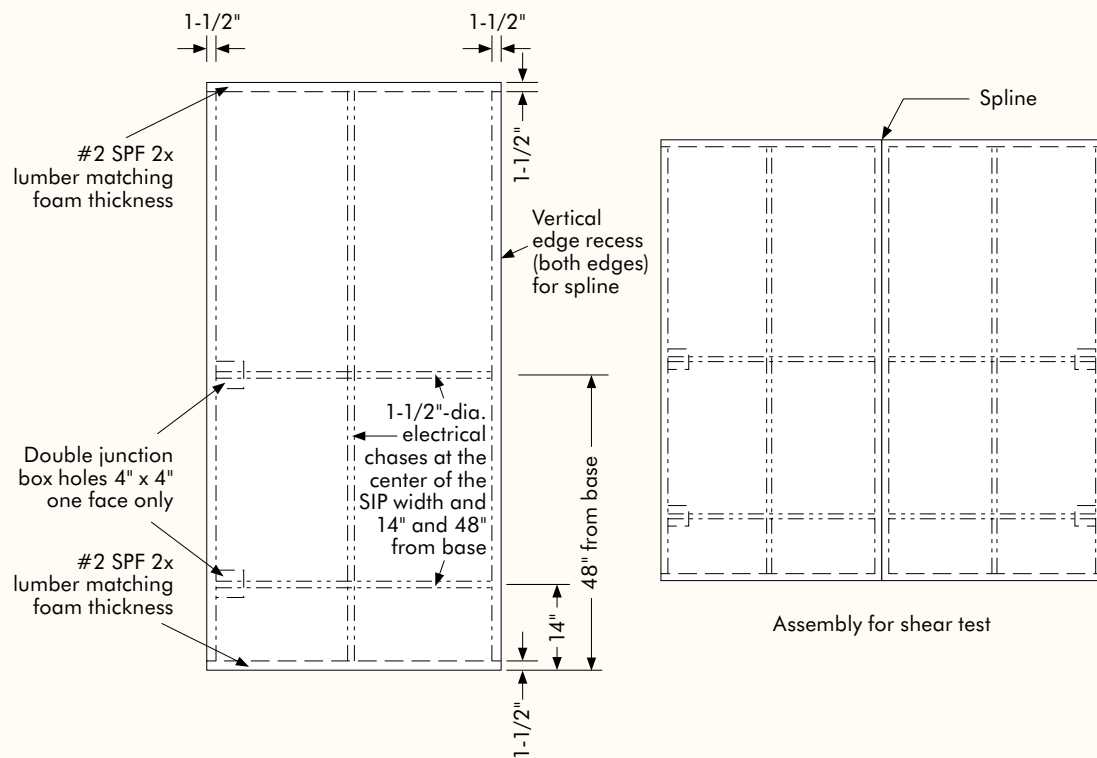 1-1/2"
1-1/2"
#2 SPF 2x
lumber matching
foam thickness
1-1/2"
Vertical
edge recess
(both edges)
for spline
Double junction
box holes 4" x 4"
one face only
1-1/2"-dia.
electrical
chases at the
center of the
SIP width and
14" and 48"
from base
48" from base
#2 SPF 2x
lumber matching
foam thickness
14"
1-1/2"
Spline
Assembly for shear test